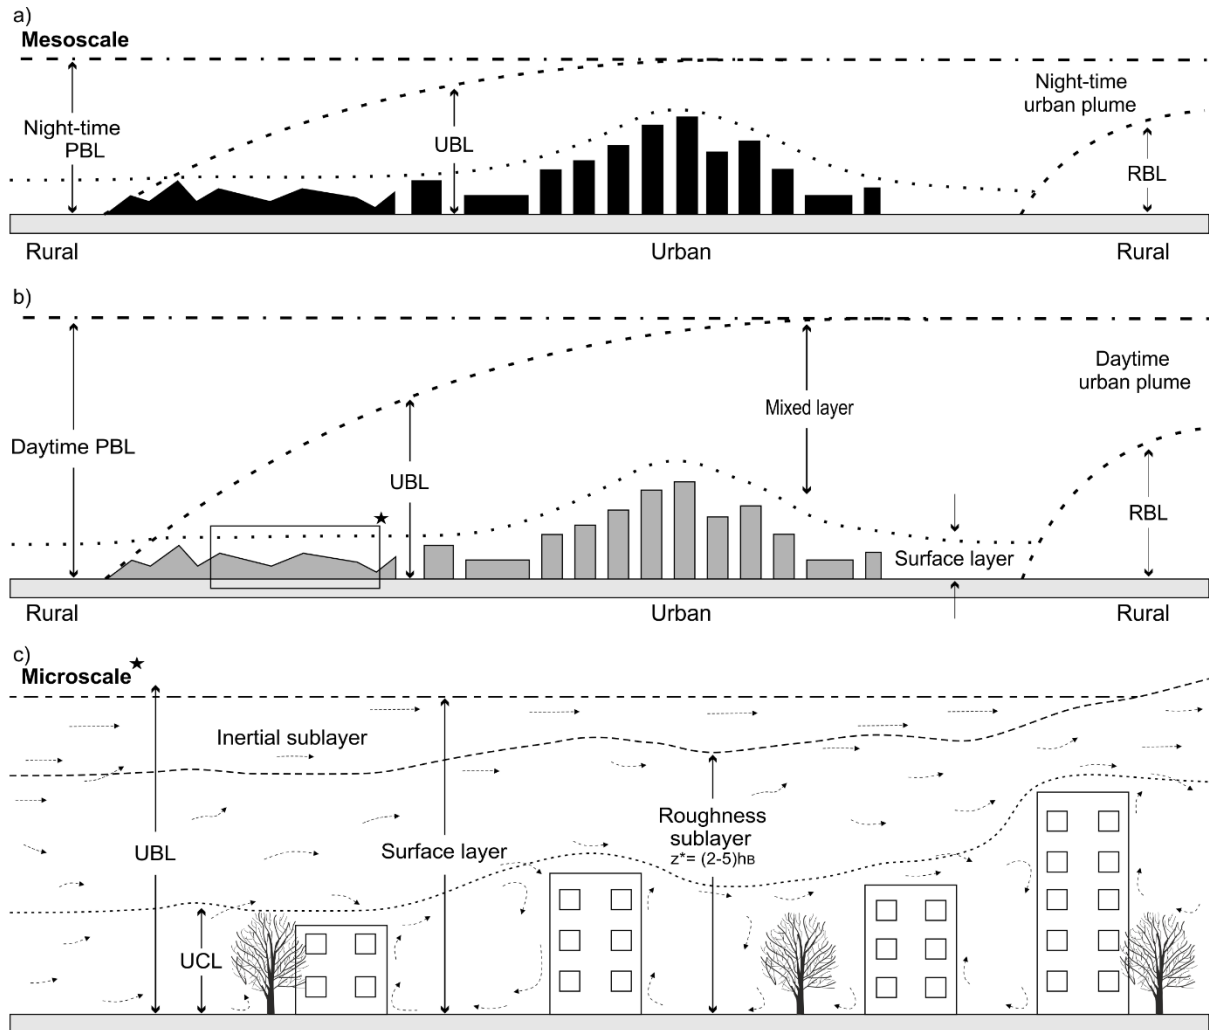 a)
Mesoscale
Night-time
PBL
UBL
Night-time
urban plume
RBL
Rural
Urban
Rural
b)
Daytime PBL
UBL
Mixed layer
Daytime
urban plume
Surface layer
RBL
Rural
Urban
Rural
c)
Microscale★
Inertial sublayer
UBL
Surface layer
Roughness
sublayer
z*= (2-5)hB
UCL